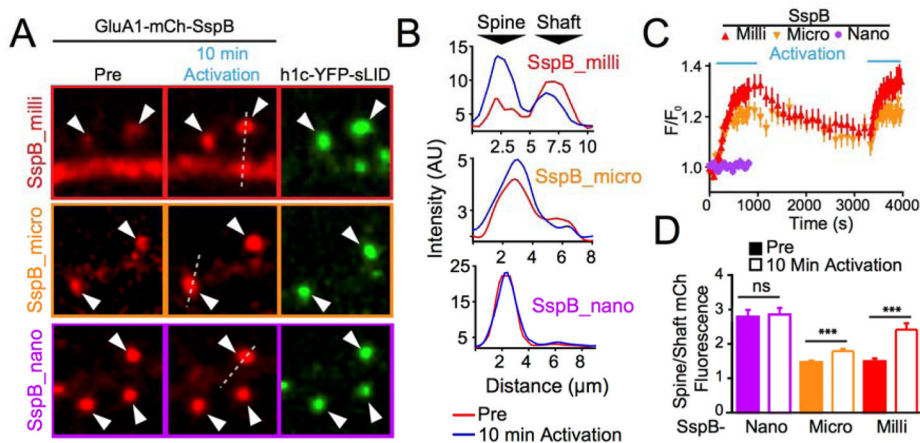 A
GluA1-mCh-SspB
Pre
10 min
Activation
h1c-YFP-sLID
SspB_milli
SspB_micro
SspB_nano
B
Spine
Shaft
SspB_milli
15
10
5
2.5
5
7.5
10
SspB_micro
5
3
0
2
4
6
8
SspB_nano
25
15
5
0
2
4
6
8
Intensity (AU)
Distance (μm)
Pre
10 min Activation
C
SspB
Milli
Micro
Nano
Activation
F/F0
1.4
1.2
1.0
0
1000
2000
3000
4000
Time (s)
D
Pre
10 Min Activation
Spine/Shaft mCh
Fluorescence
3
2
1
0
ns
***
***
SspB-
Nano
Micro
Milli